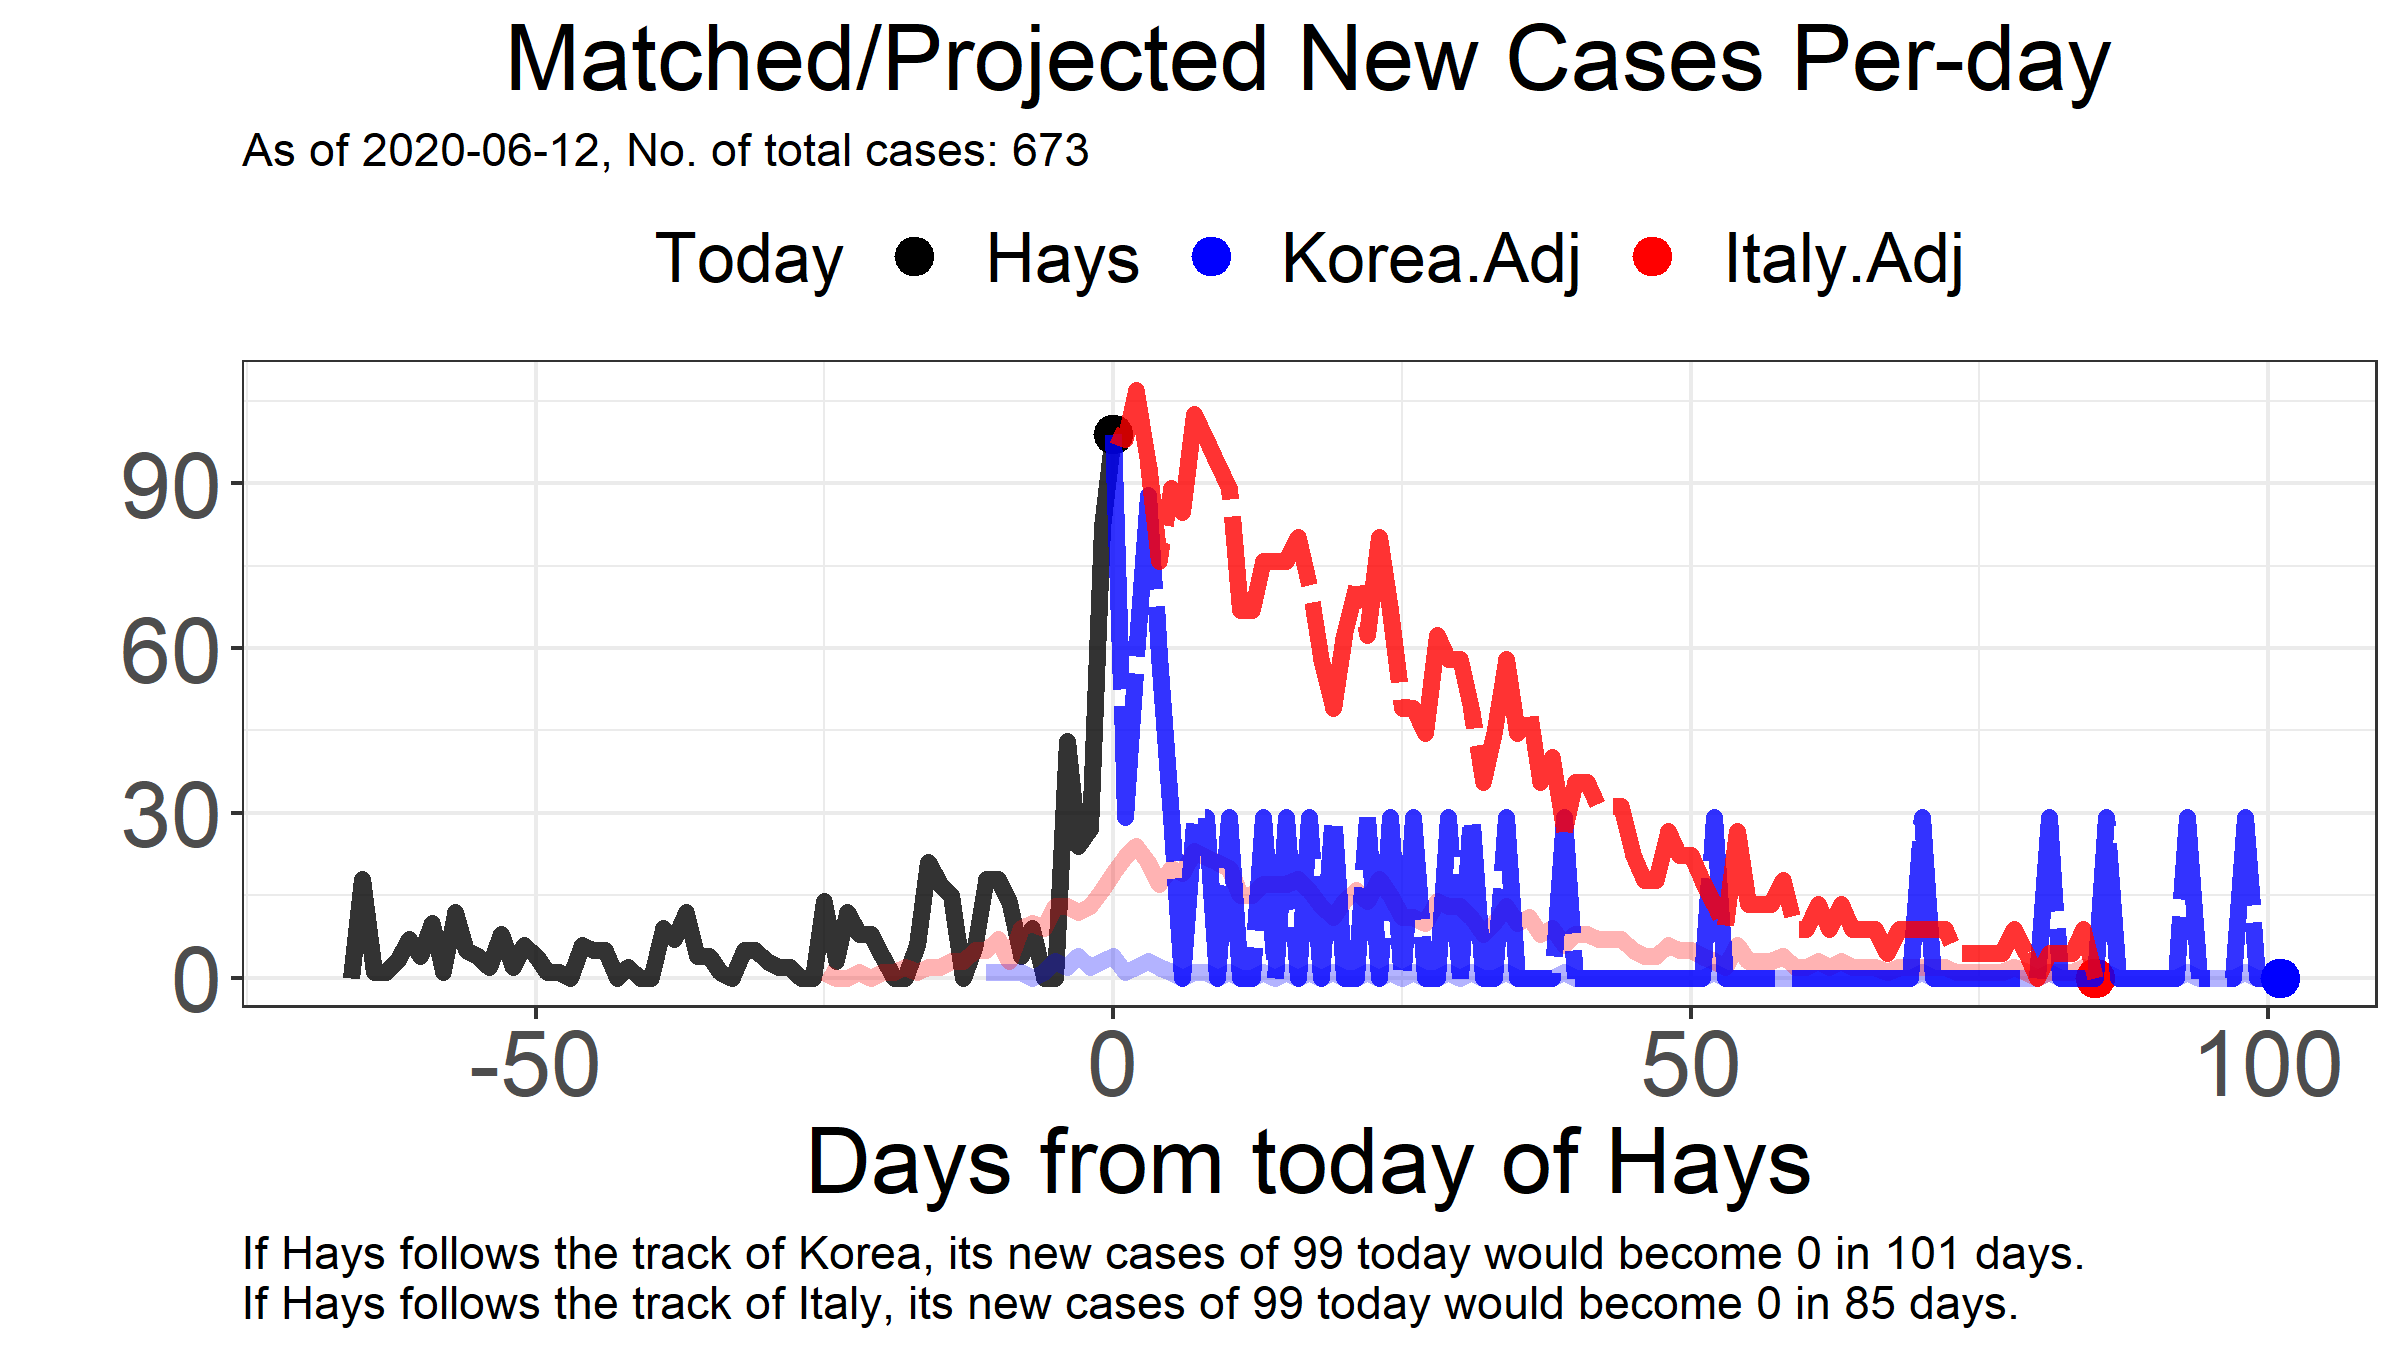 Matched/Projected New Cases Per-day
As of 2020-06-12, No. of total cases: 673
Today Hays Korea.Adj Italy.Adj
90
60
30
0
-50 0 50 100
Days from today of Hays
If Hays follows the track of Korea, its new cases of 99 today would become 0 in 101 days.
If Hays follows the track of Italy, its new cases of 99 today would become 0 in 85 days.